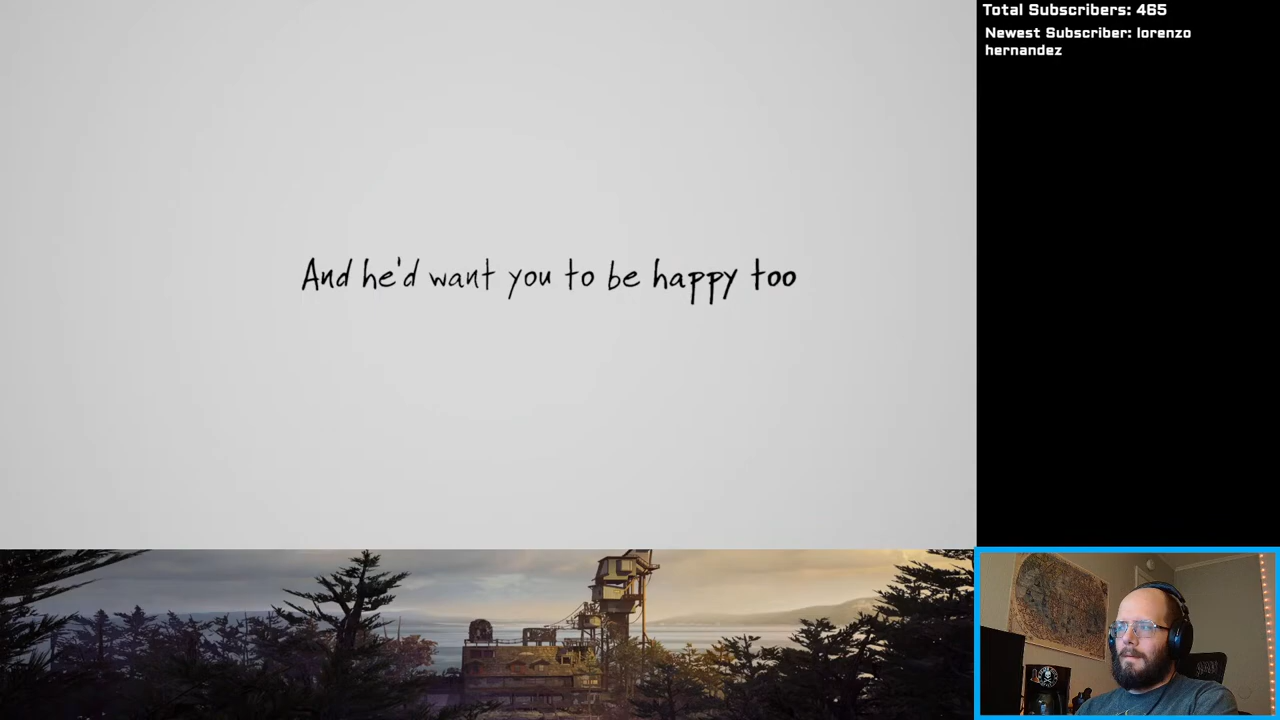 And he'd want you to be happy too
Total Subscribers: 465
Newest Subscriber: lorenzo
hernandez